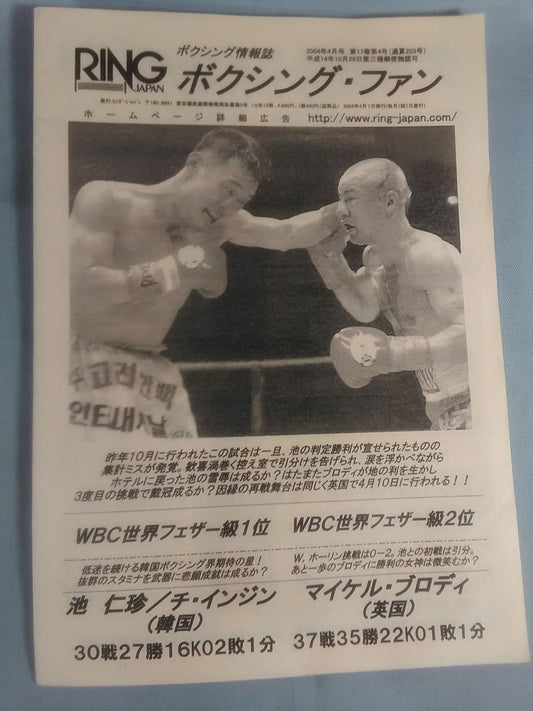 RING
JAPAN
ボクシング情報誌
2004年4月号 第17巻第4号(通算203号)
平成14年10月28日第三種郵便物認可
ボクシング・ファン
ホームページ詳細広告 http://www.ring-japan.com/
주고려건백
인터내셔날
昨年10月に行われたこの試合は一旦、池の判定勝利が宣せられたものの
集計ミスが発覚。歓喜渦巻く控え室で引分けを告げられ、涙を浮かべながら
ホテルに戻った池の雪辱は成るか?はたまたブロディが地の利を生かし
3度目の挑戦で戴冠成るか?因縁の再戦舞台は同じく英国で4月10日に行われる!!
WBC世界フェザー級1位
WBC世界フェザー級2位
低迷を続ける韓国ボクシング界期待の星!
抜群のスタミナを武器に悲願成就は成るか?
W.ホーリン挑戦は0-2。池との初戦は引分。
あと一歩のブロディに勝利の女神は微笑むか?
池 仁珍/チ・インジン
(韓国)
30戦27勝16KO2敗1分
マイケル・ブロディ
(英国)
37戦35勝22KO1敗1分